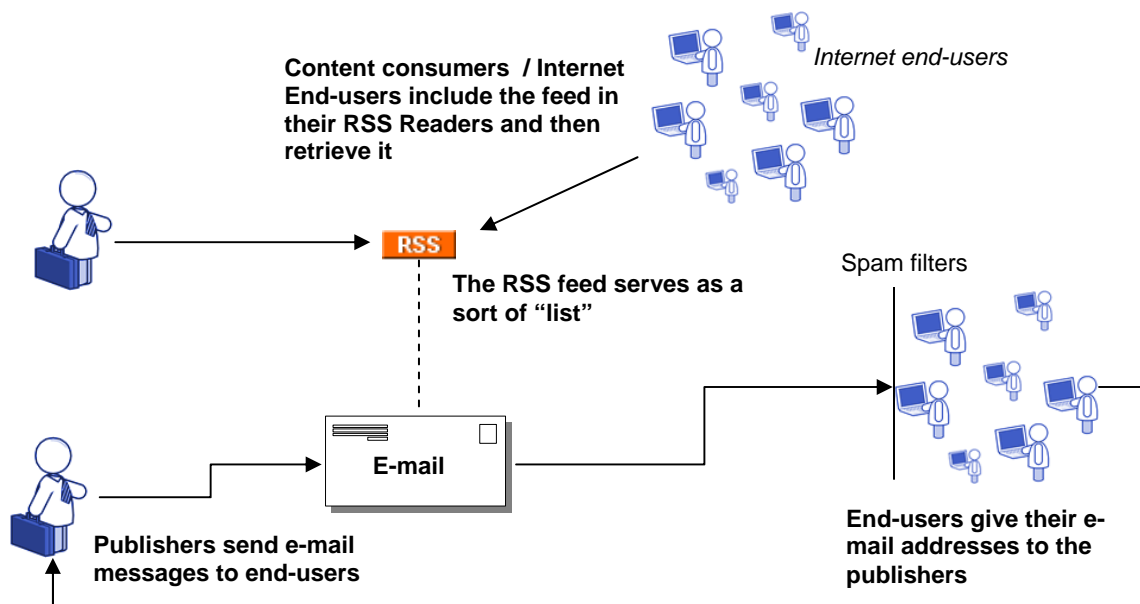 Internet end-users
Content consumers  / Internet
End-users include the feed in
their RSS Readers and then
retrieve it
RSS
The RSS feed serves as a
sort of “list”
Spam filters
E-mail
Publishers send e-mail
messages to end-users
End-users give their e-
mail addresses to the
publishers